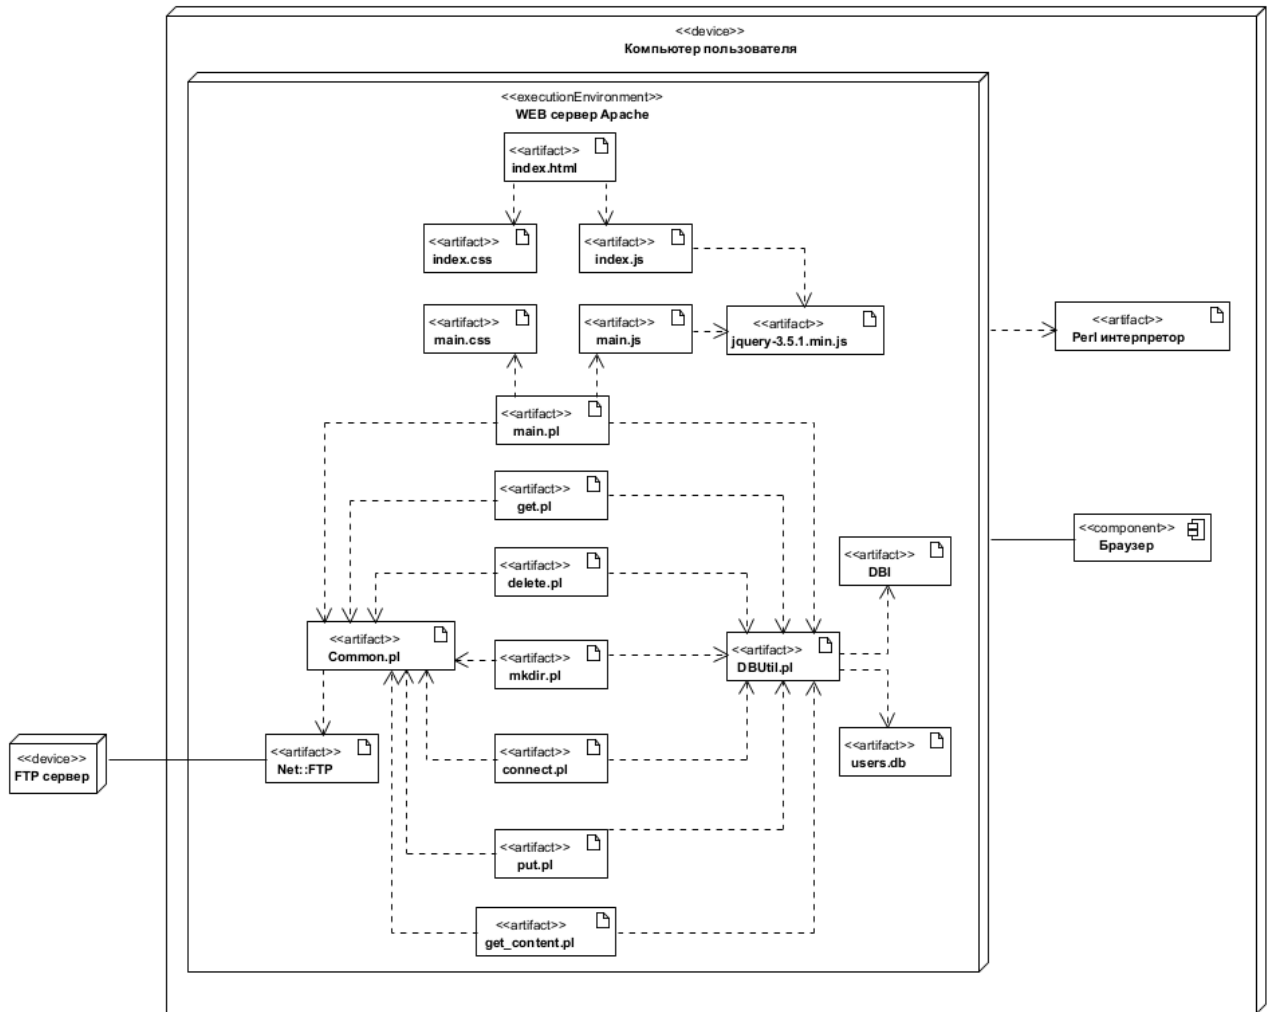 <<device>>
Компьютер пользователя
<<executionEnvironment>>
WEB сервер Apache
<<artifact>>
index.html
<<artifact>>
index.css
<<artifact>>
index.js
<<artifact>>
main.css
<<artifact>>
main.js
<<artifact>>
jquery-3.5.1.min.js
<<artifact>>
Perl интерпретор
<<artifact>>
main.pl
<<artifact>>
get.pl
<<component>>
Браузер
<<artifact>>
DBI
<<artifact>>
delete.pl
<<artifact>>
Common.pl
<<artifact>>
mkdir.pl
<<artifact>>
DBUtil.pl
<<device>>
FTP сервер
<<artifact>>
Net::FTP
<<artifact>>
connect.pl
<<artifact>>
users.db
<<artifact>>
put.pl
<<artifact>>
get_content.pl